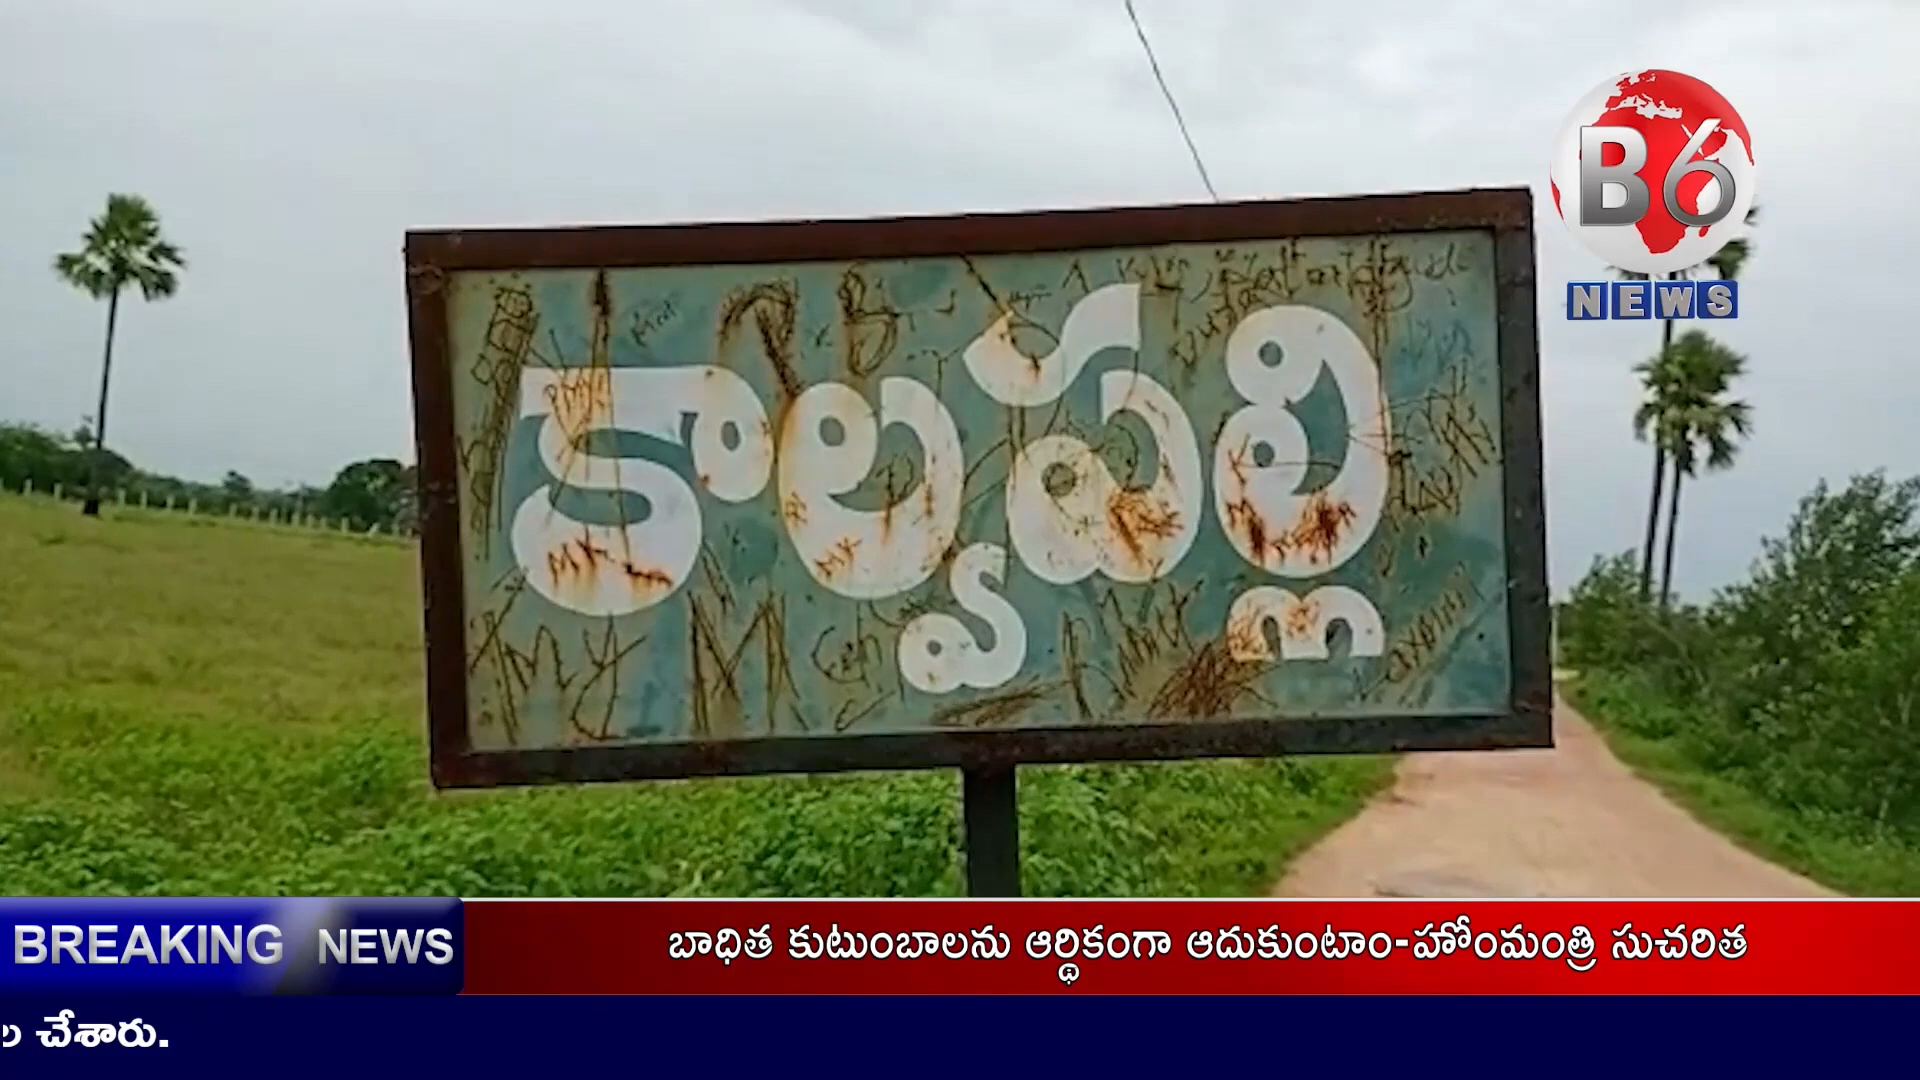 B6
NEWS
కాల్వపల్లి
BREAKING NEWS
బాధిత కుటుంబాలను ఆర్థికంగా ఆదుకుంటాం-హోంమంత్రి సుచరిత
ల చేశారు.